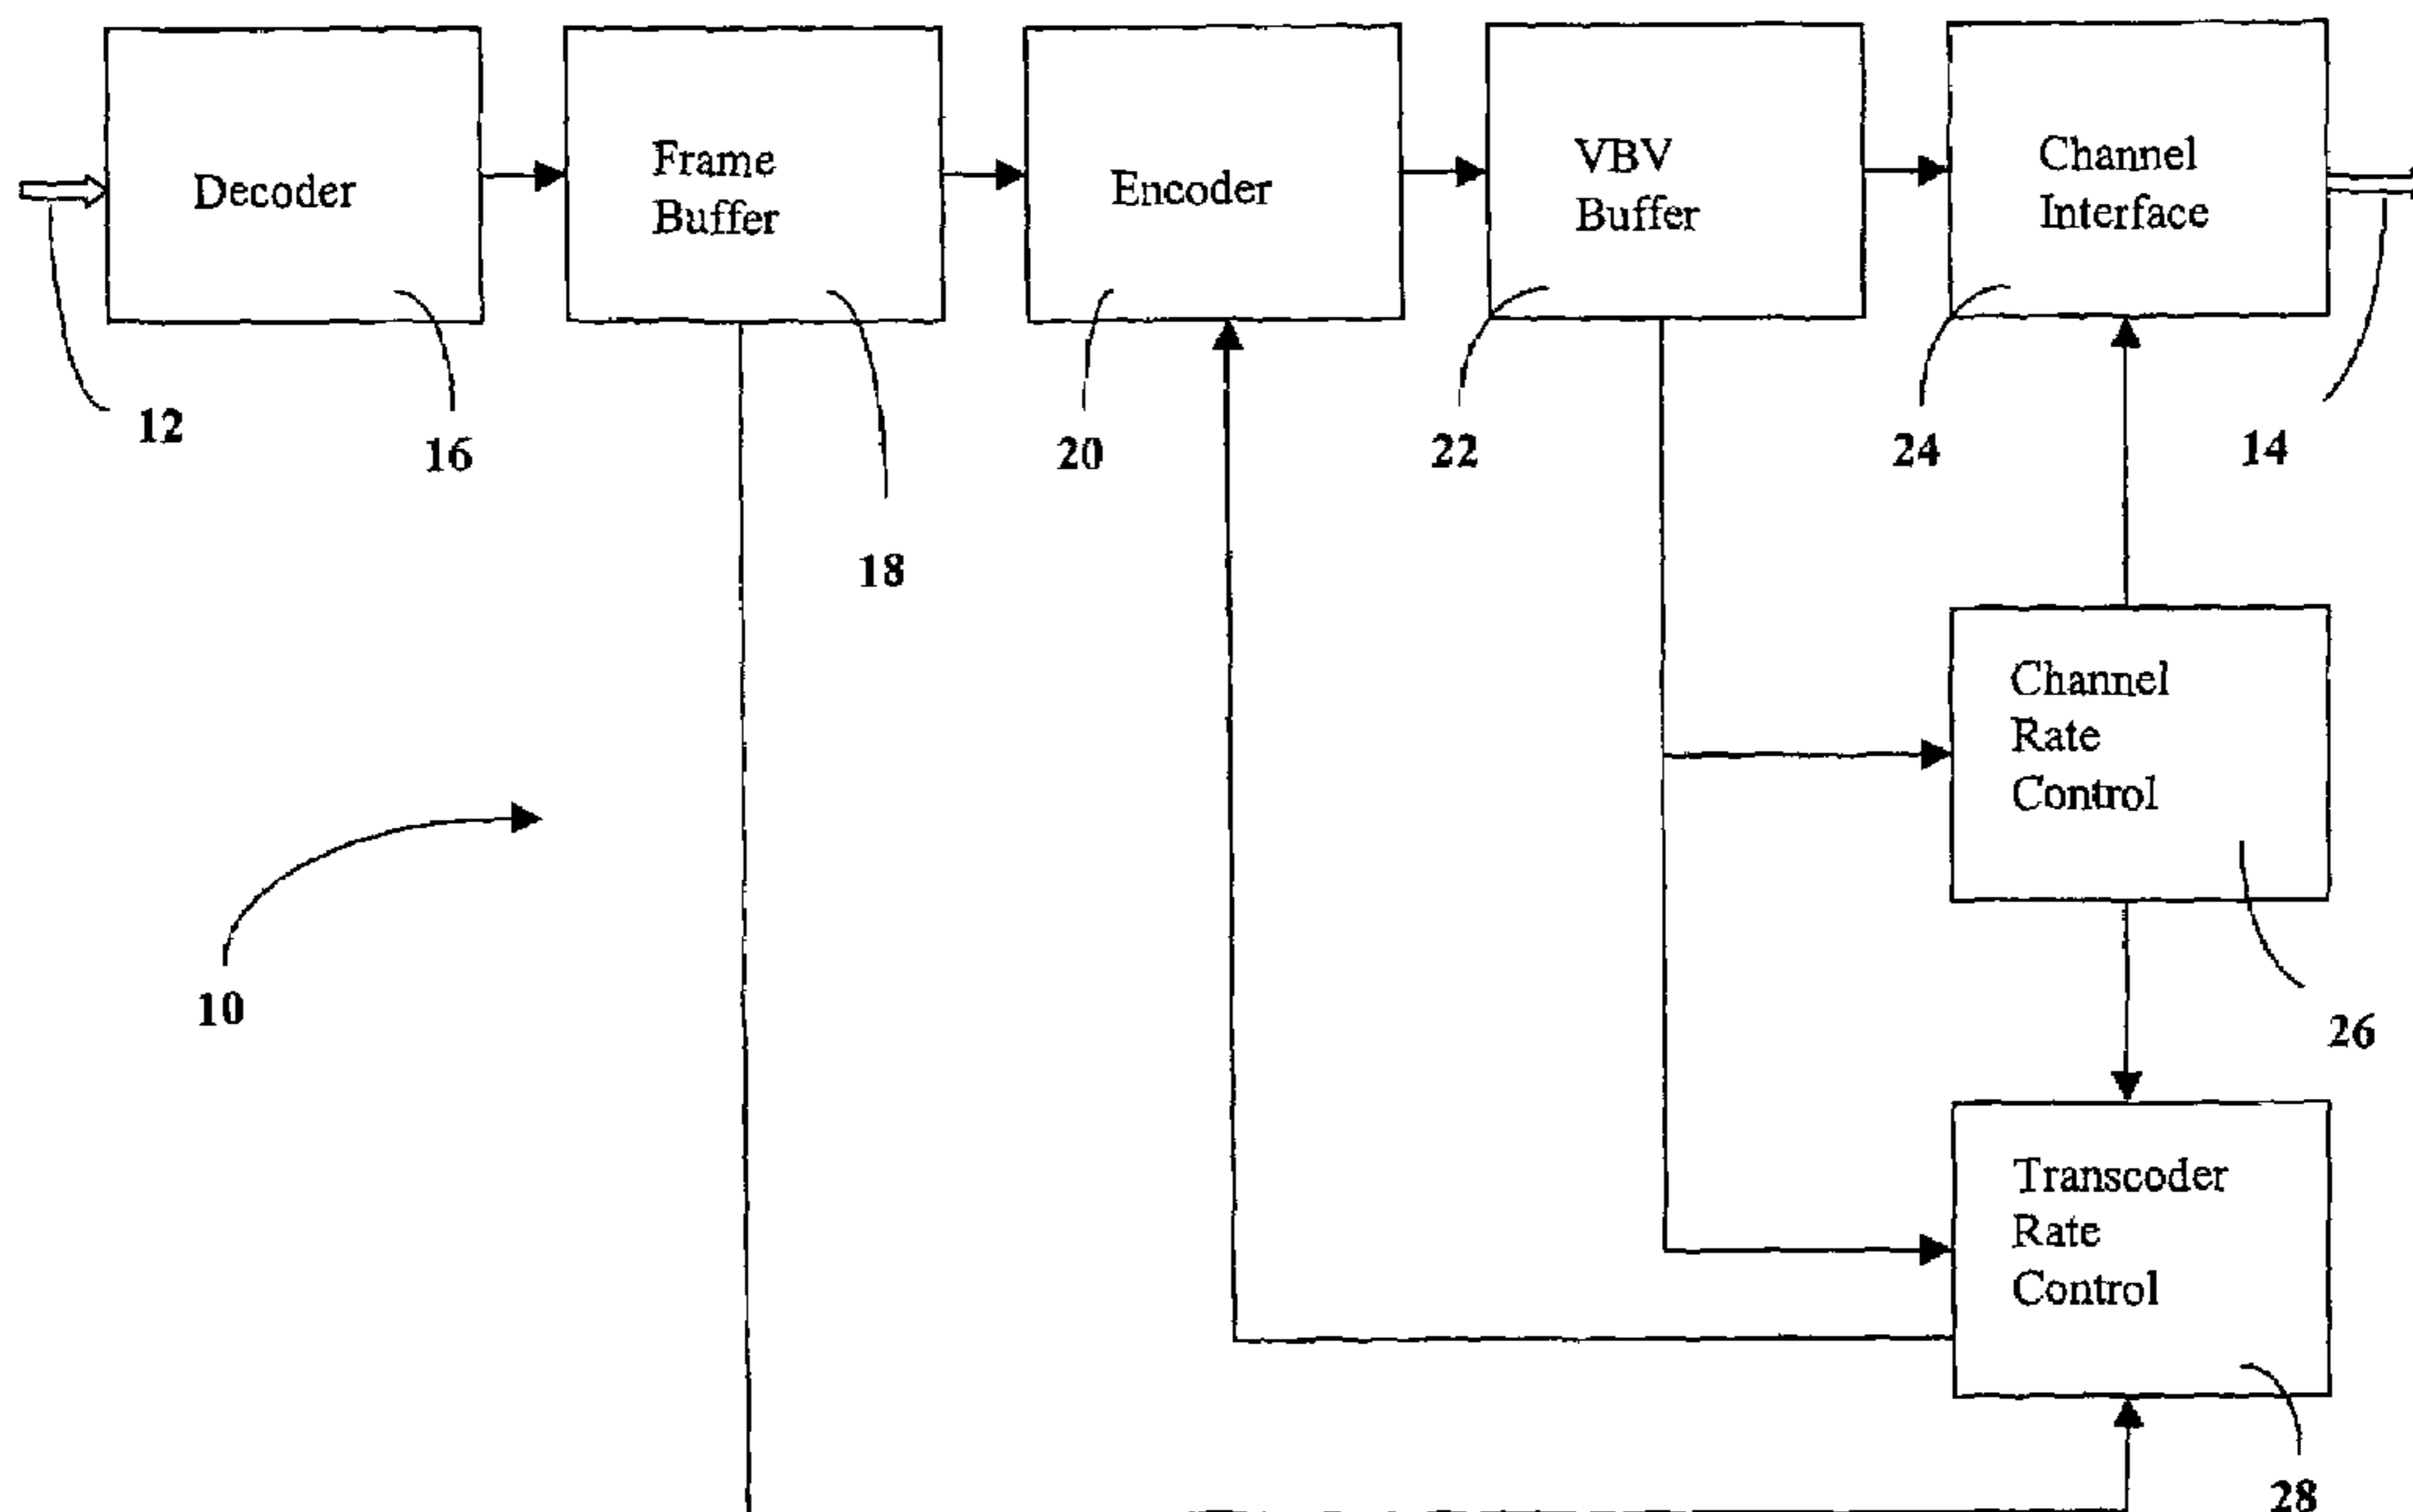 Decoder
Frame
Buffer
Encoder
VBV
Buffer
Channel
Interface
12
16
18
20
22
24
14
Channel
Rate
Control
10
26
Transcoder
Rate
Control
28